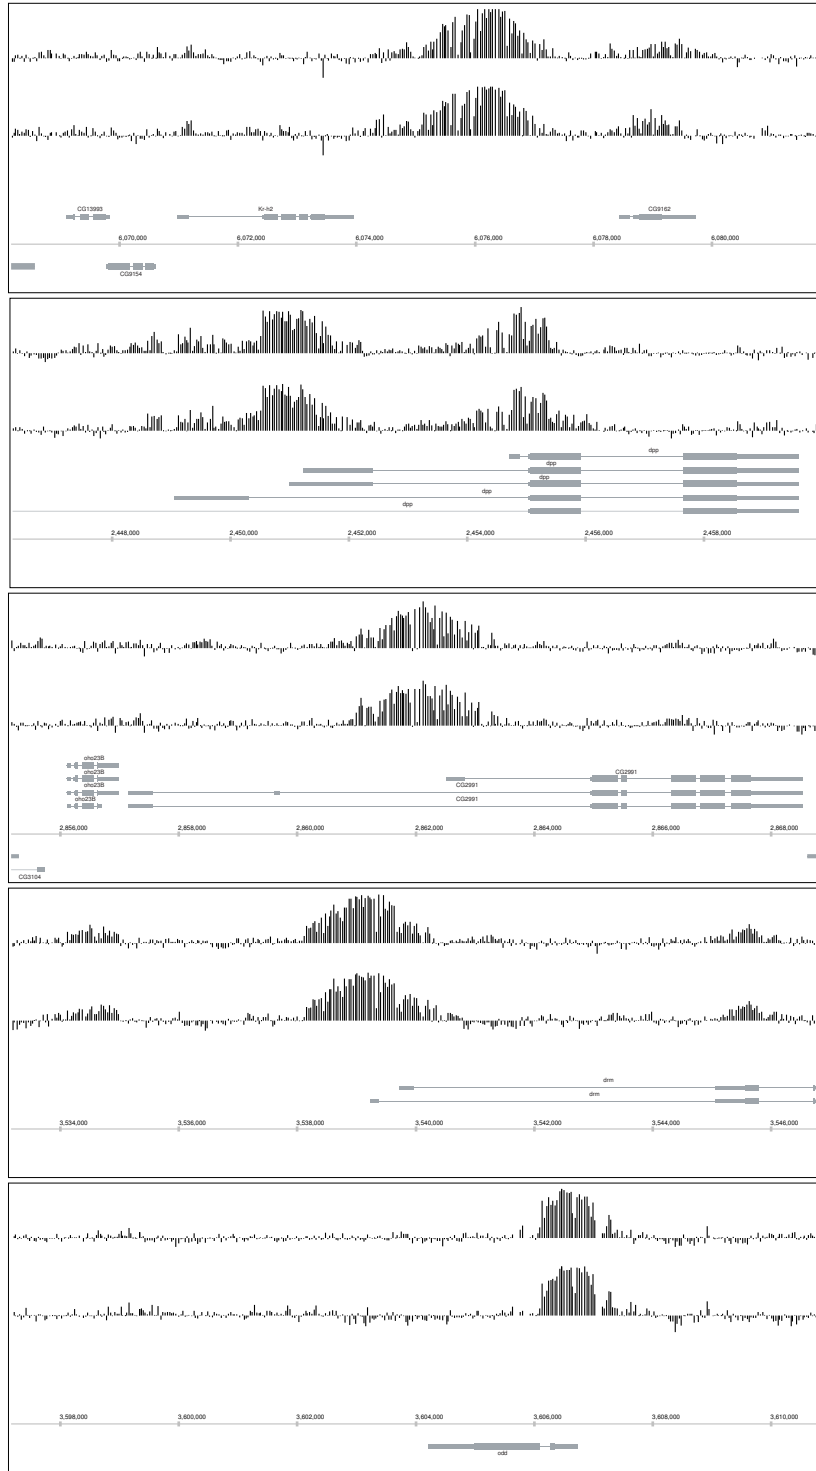 CG13993 Kr-h2 CG9162
6,070,000 6,072,000 6,074,000 6,076,000 6,078,000 6,080,000
CG9154
dpp
dpp
dpp
dpp
dpp
2,448,000 2,450,000 2,452,000 2,454,000 2,456,000 2,458,000
oho23B
oho23B CG2991
oho23B CG2991
oho23B CG2991
2,856,000 2,858,000 2,860,000 2,862,000 2,864,000 2,866,000 2,868,000
CG3104
drm
drm
3,534,000 3,536,000 3,538,000 3,540,000 3,542,000 3,544,000 3,546,000
3,598,000 3,600,000 3,602,000 3,604,000 3,606,000 3,608,000 3,610,000
odd